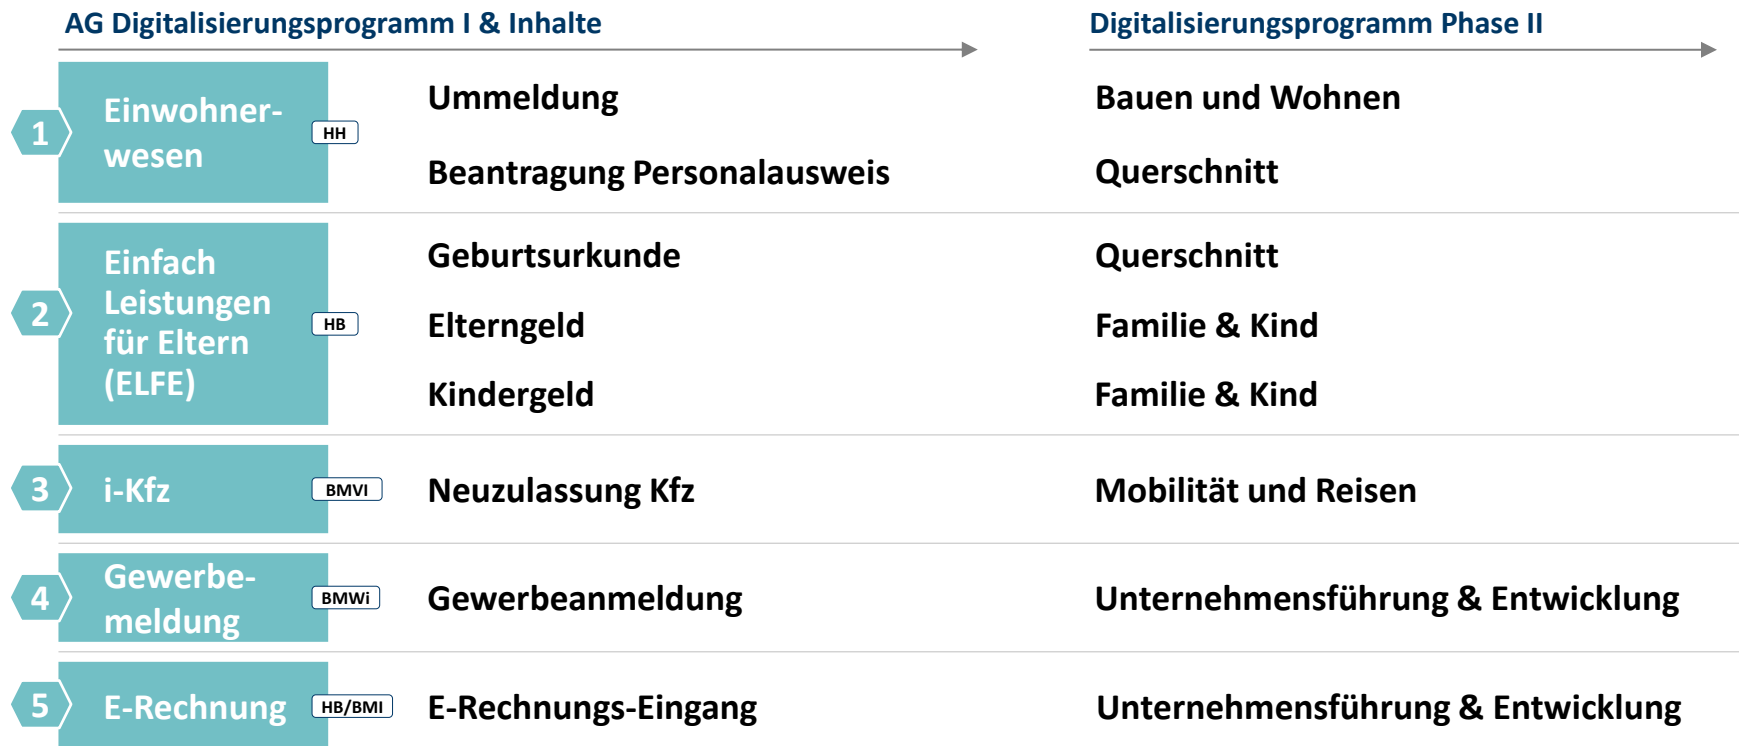 AG Digitalisierungsprogramm I & Inhalte
Digitalisierungsprogramm Phase II
1
Einwohner-
wesen
HH
Ummeldung
Bauen und Wohnen
Beantragung Personalausweis
Querschnitt
2
Einfach
Leistungen
für Eltern
(ELFE)
HB
Geburtsurkunde
Querschnitt
Elterngeld
Familie & Kind
Kindergeld
Familie & Kind
3
i-Kfz
BMVI
Neuzulassung Kfz
Mobilität und Reisen
4
Gewerbe-
meldung
BMWi
Gewerbeanmeldung
Unternehmensführung & Entwicklung
5
E-Rechnung
HB/BMI
E-Rechnungs-Eingang
Unternehmensführung & Entwicklung